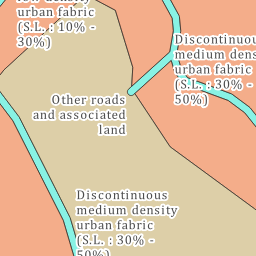 urban fabric
(S.L. : 10% -
30%)
Discontinuous
medium density
urban fabric
(S.L. : 30% -
50%)
Other roads
and associated
land
Discontinuous
medium density
urban fabric
(S.L. : 30% -
50%)